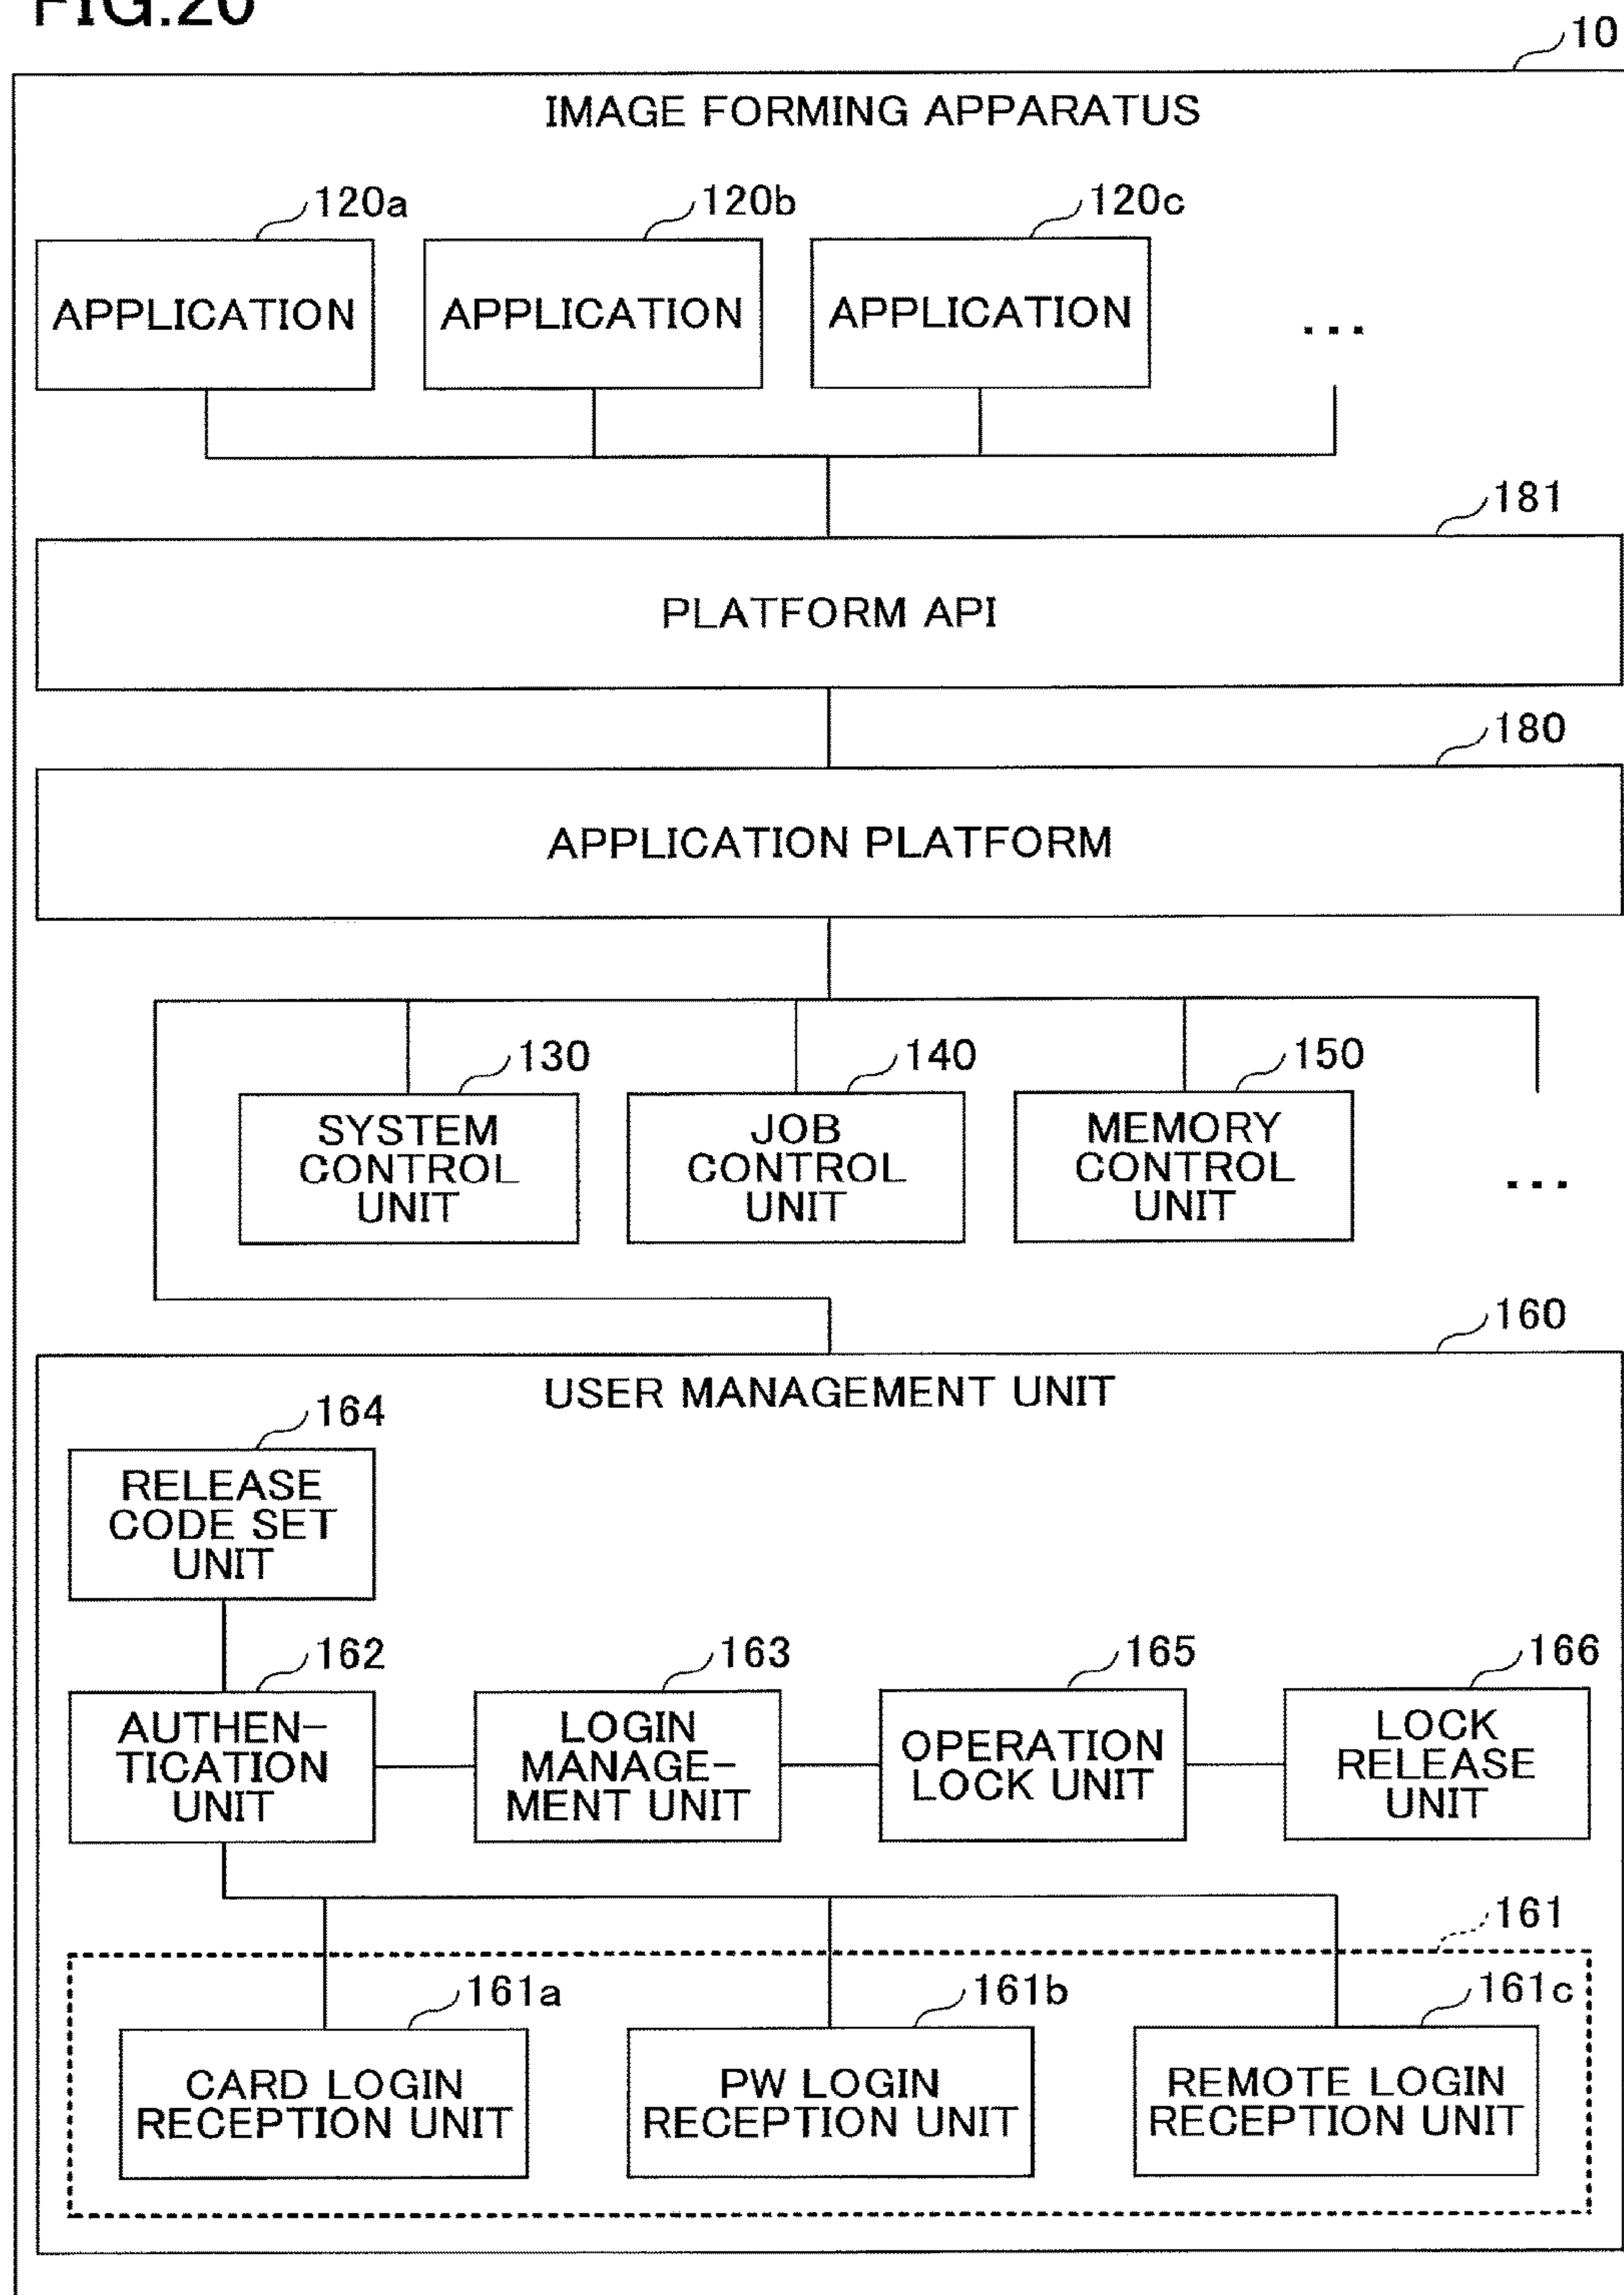 FIG.20
10
IMAGE FORMING APPARATUS
120a
120b
120c
APPLICATION
APPLICATION
APPLICATION
...
181
PLATFORM API
180
APPLICATION PLATFORM
130
140
150
SYSTEM
CONTROL
UNIT
JOB
CONTROL
UNIT
MEMORY
CONTROL
UNIT
...
160
USER MANAGEMENT UNIT
164
RELEASE
CODE SET
UNIT
162
163
165
166
AUTHEN-
TICATION
UNIT
LOGIN
MANAGE-
MENT UNIT
OPERATION
LOCK UNIT
LOCK
RELEASE
UNIT
161
161a
161b
161c
CARD LOGIN
RECEPTION UNIT
PW LOGIN
RECEPTION UNIT
REMOTE LOGIN
RECEPTION UNIT